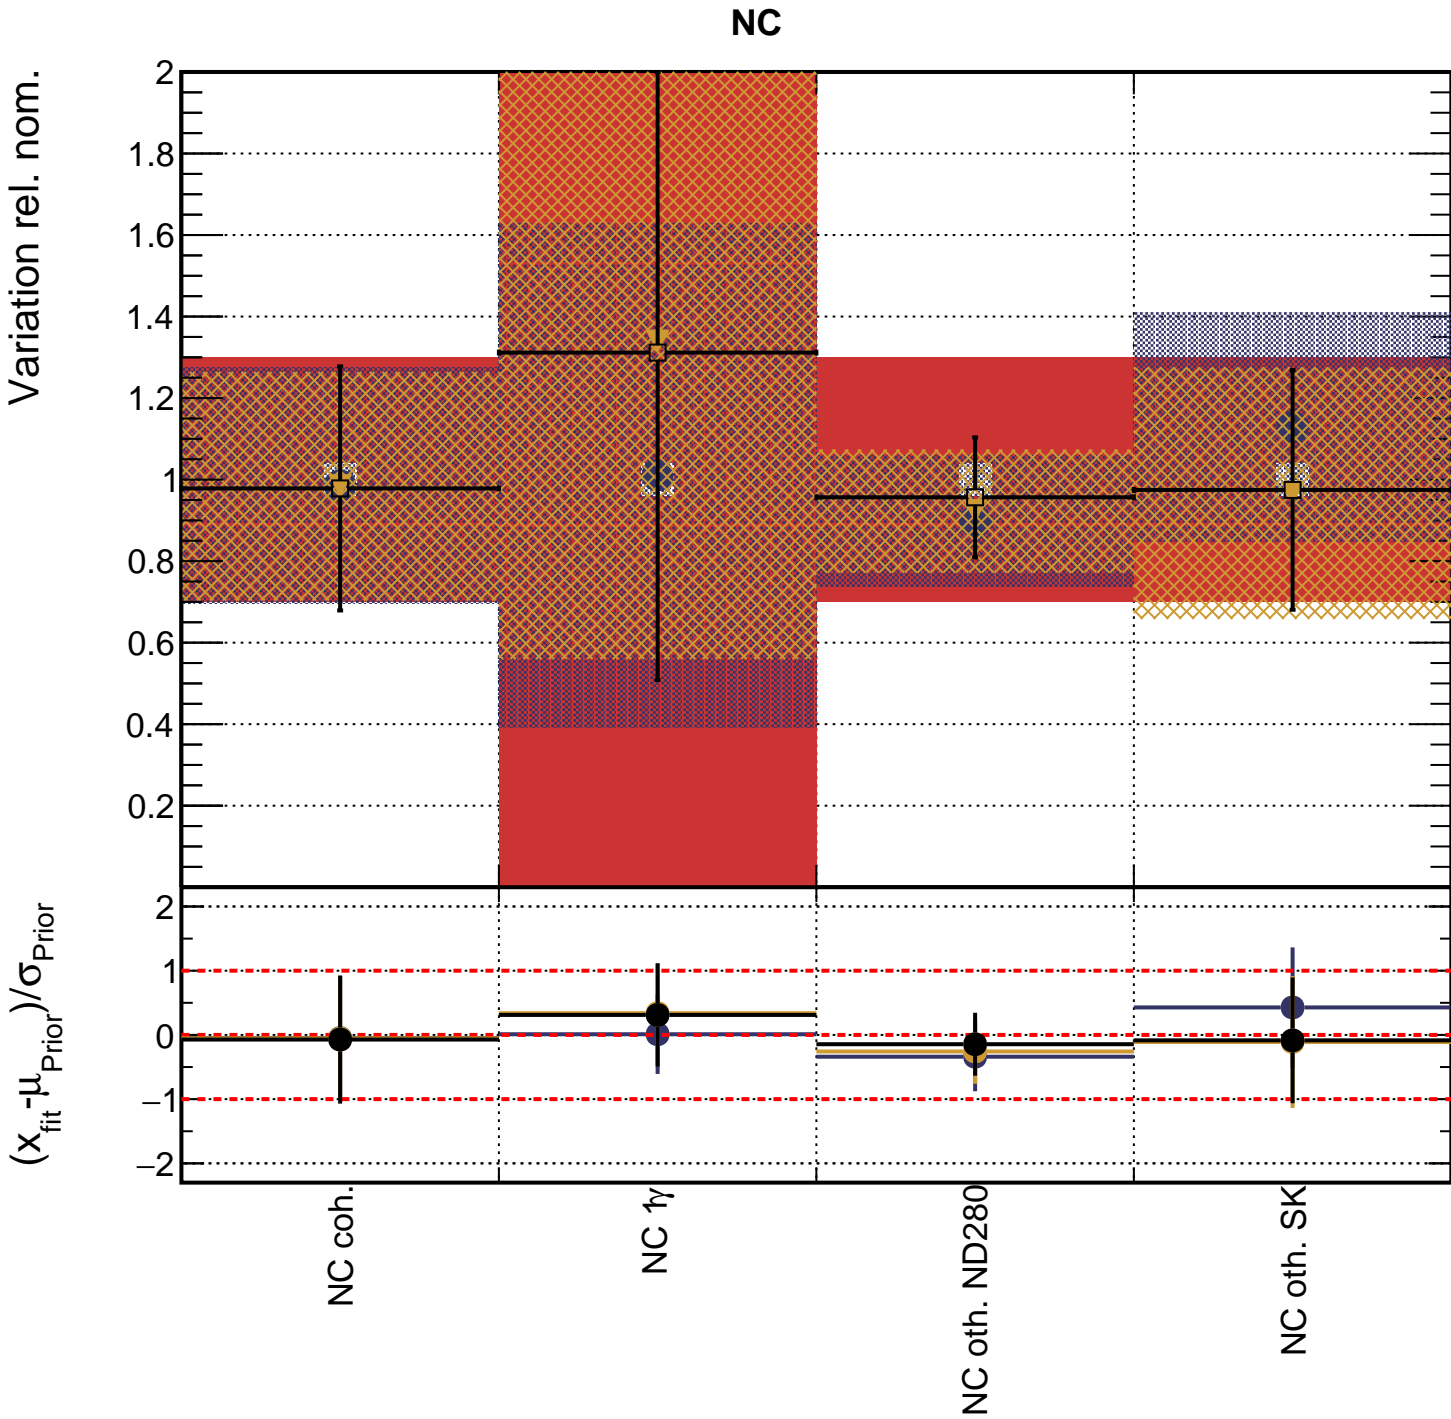 NC
Variation rel. nom.
2
1.8
1.6
1.4
1.2
1
0.8
0.6
0.4
0.2
(x_fit-μ_Prior)/σ_Prior
2
1
0
−1
−2
NC coh.
NC 1γ
NC oth. ND280
NC oth. SK